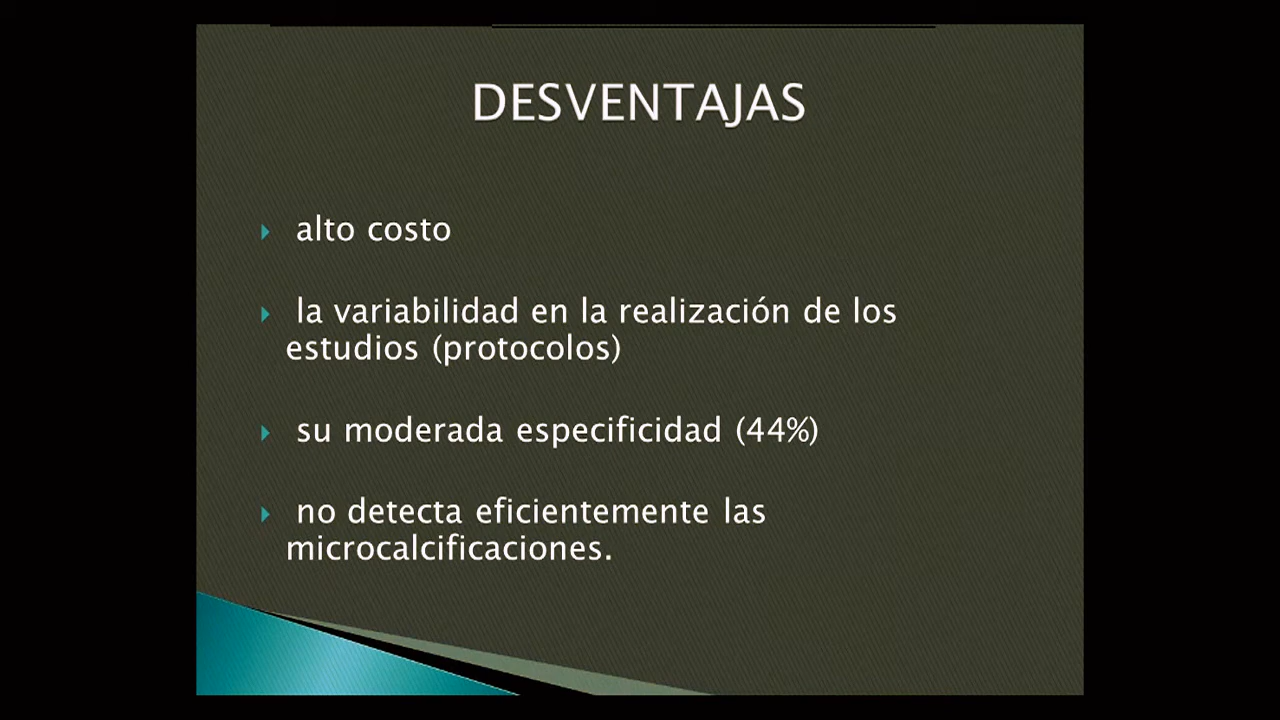 DESVENTAJAS
alto costo
la variabilidad en la realización de los
estudios (protocolos)
su moderada especificidad (44%)
no detecta eficientemente las
microcalcificaciones.